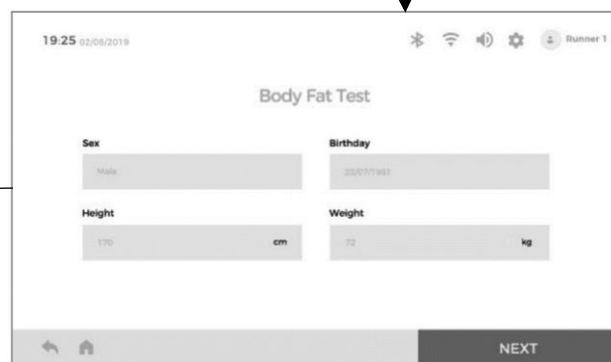 19:25 02/08/2019 Runner 1
Body Fat Test
Sex Birthday
Male 22/07/1981
Height Weight
170 cm 72 kg
NEXT